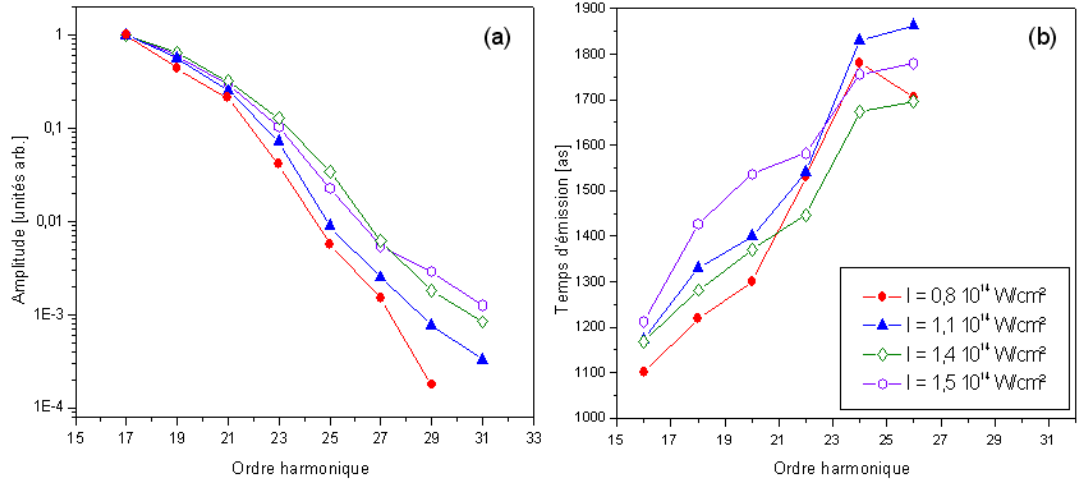 (a)
Amplitude [unités arb.]
1
0,1
0,01
1E-3
1E-4
15 17 19 21 23 25 27 29 31 33
Ordre harmonique
(b)
Temps d'émission [as]
1900
1800
1700
1600
1500
1400
1300
1200
1100
1000
I = 0,8 10¹⁴ W/cm²
I = 1,1 10¹⁴ W/cm²
I = 1,4 10¹⁴ W/cm²
I = 1,5 10¹⁴ W/cm²
15 17 19 21 23 25 27 29 31
Ordre harmonique